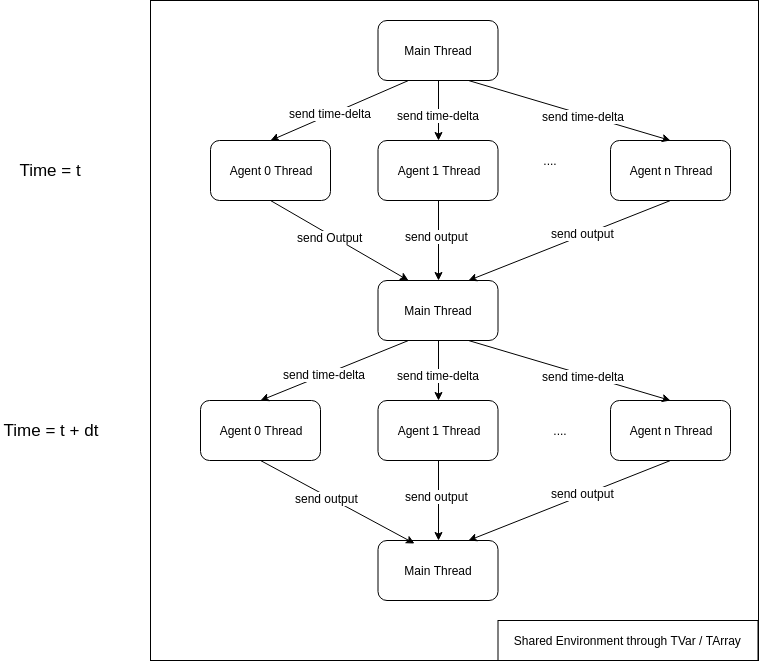 Main Thread
send time-delta
send time-delta
send time-delta
Time = t
Agent 0 Thread
Agent 1 Thread
....
Agent n Thread
send Output
send output
send output
Main Thread
send time-delta
send time-delta
send time-delta
Time = t + dt
Agent 0 Thread
Agent 1 Thread
....
Agent n Thread
send output
send output
send output
Main Thread
Shared Environment through TVar / TArray